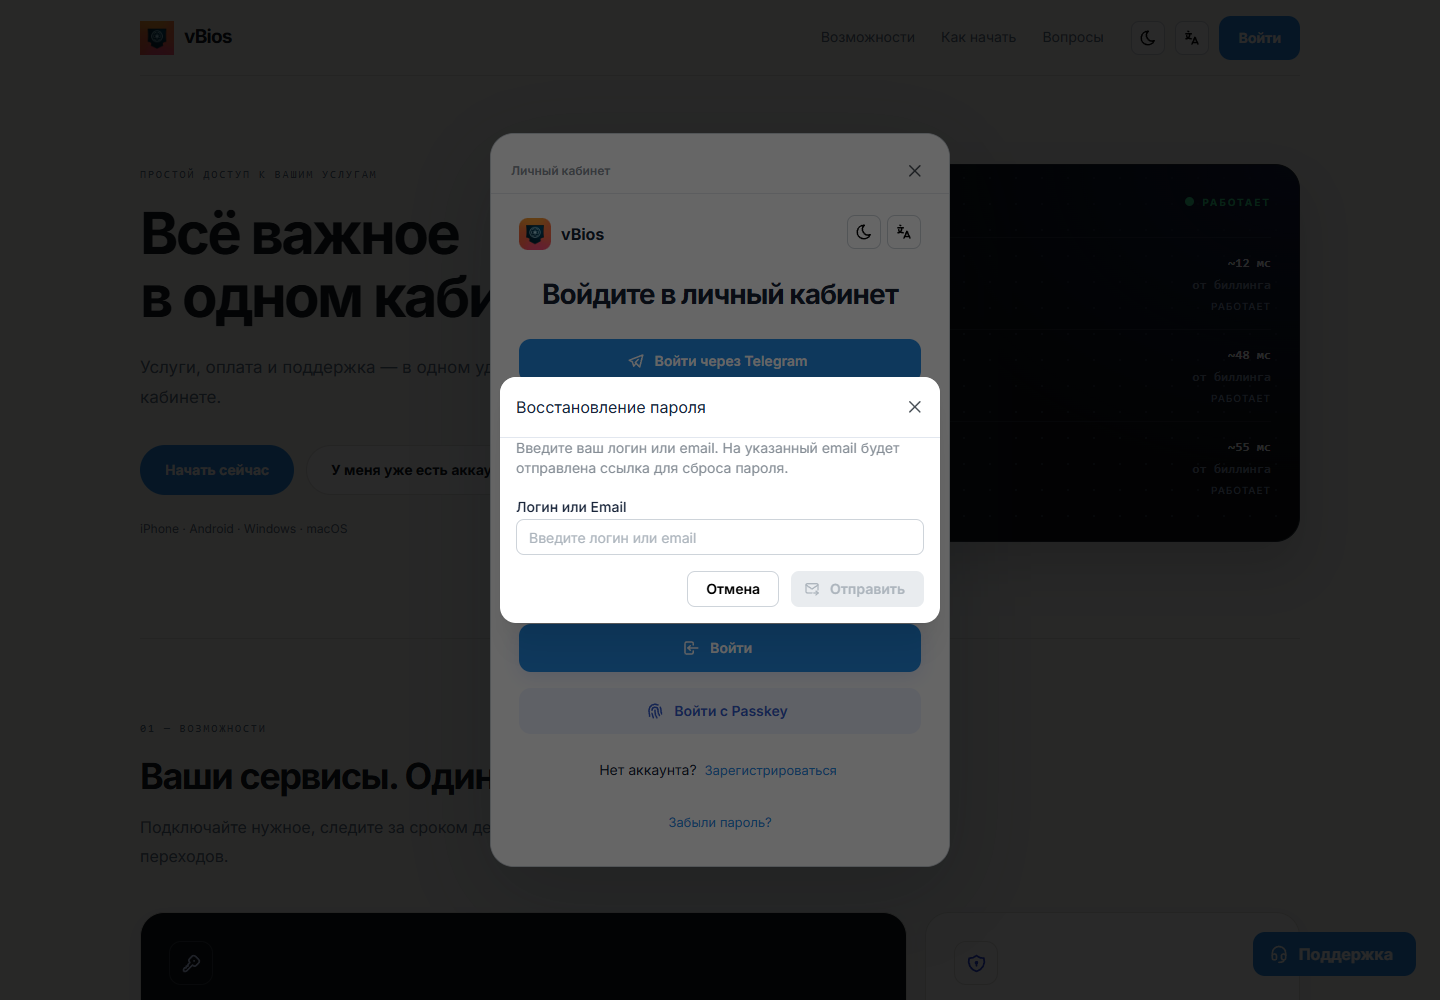 vBios
Возможности
Как начать
Вопросы
Войти
ПРОСТОЙ ДОСТУП К ВАШИМ УСЛУГАМ
Всё важное
в одном каби
Услуги, оплата и поддержка — в одном уд
кабинете.
Начать сейчас
У меня уже есть аккау
iPhone · Android · Windows · macOS
РАБОТАЕТ
~12 мс
от биллинга
РАБОТАЕТ
~48 мс
от биллинга
РАБОТАЕТ
~55 мс
от биллинга
РАБОТАЕТ
Личный кабинет
vBios
Войдите в личный кабинет
Войти через Telegram
Восстановление пароля
Введите ваш логин или email. На указанный email будет
отправлена ссылка для сброса пароля.
Логин или Email
Введите логин или email
Отмена
Отправить
Войти
Войти с Passkey
Нет аккаунта? Зарегистрироваться
Забыли пароль?
01 — ВОЗМОЖНОСТИ
Ваши сервисы. Один
Подключайте нужное, следите за сроком де
переходов.
Поддержка